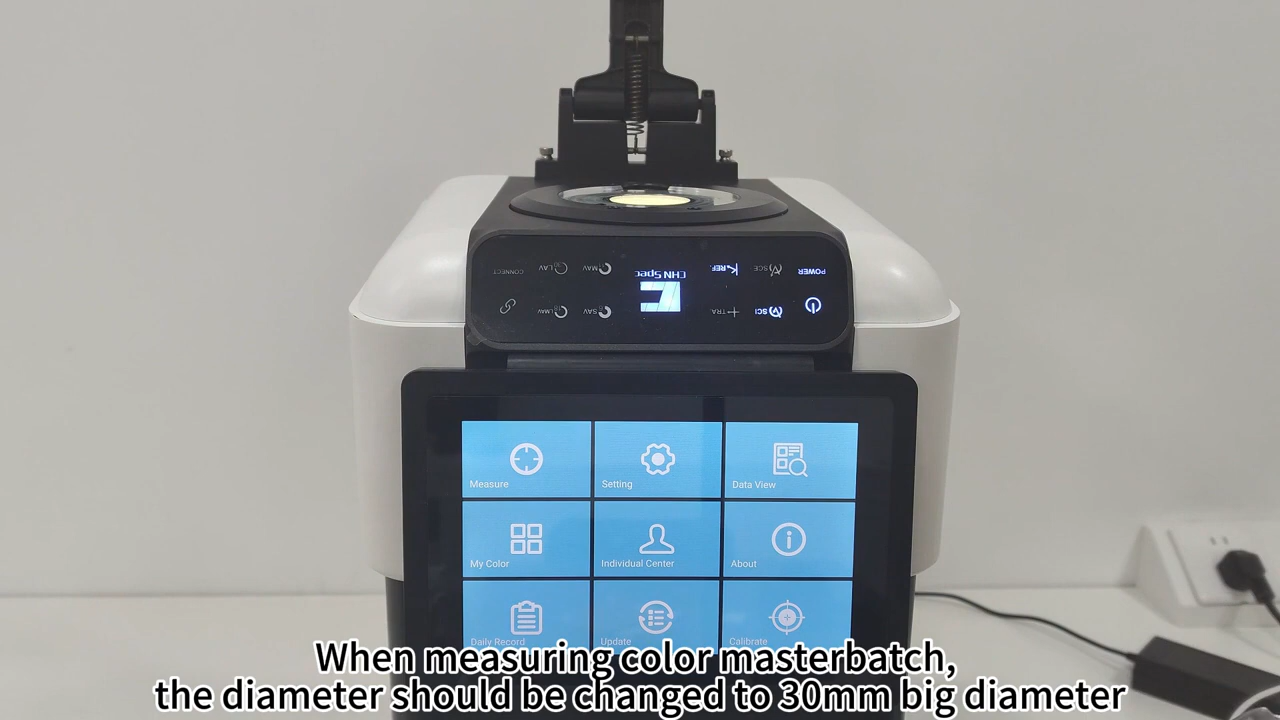 CONNECT
LAV
MAV
CHN Spec
REF.
SCE
POWER
LMAV
SAV
TRA
SCI
Measure
Setting
Data View
My Color
Individual Center
About
Daily Record
Update
Calibrate
When measuring color masterbatch,
the diameter should be changed to 30mm big diameter